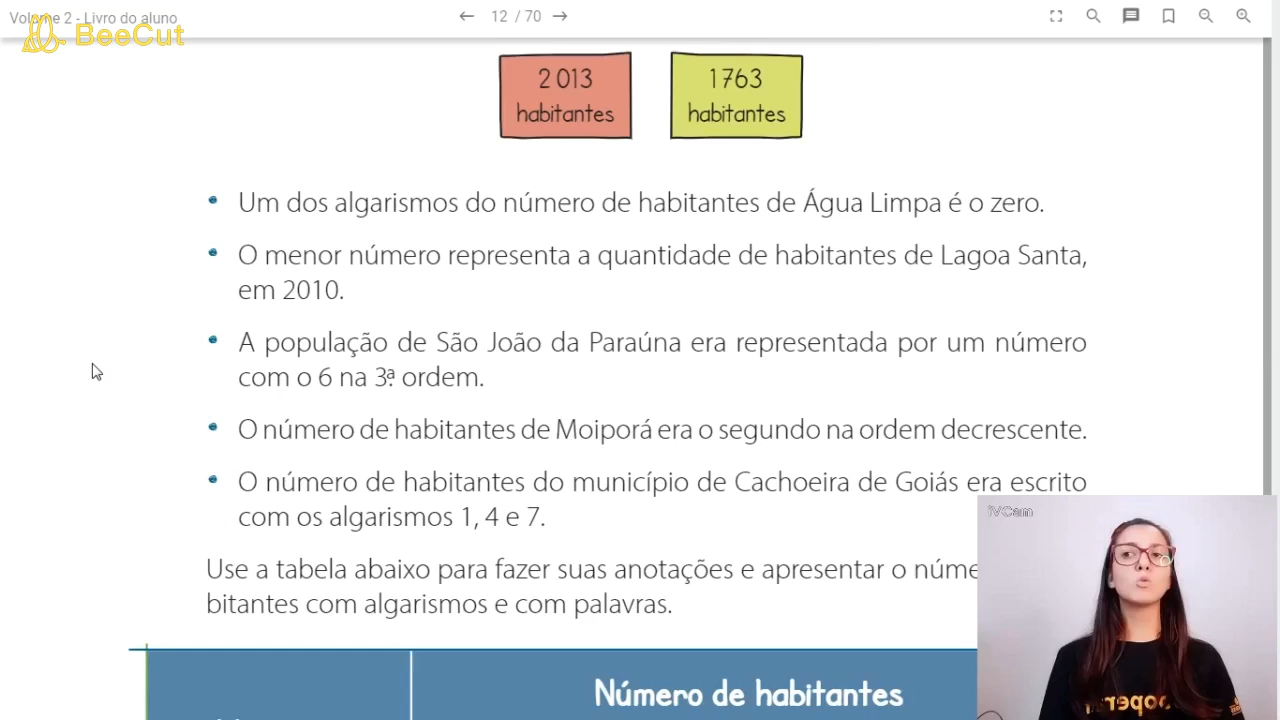 Volume 2 - Livro do aluno
12 / 70
BeeCut
2 013
habitantes
1 763
habitantes
Um dos algarismos do número de habitantes de Água Limpa é o zero.
O menor número representa a quantidade de habitantes de Lagoa Santa,
em 2010.
A população de São João da Paraúna era representada por um número
com o 6 na 3ª. ordem.
O número de habitantes de Moiporá era o segundo na ordem decrescente.
O número de habitantes do município de Cachoeira de Goiás era escrito
com os algarismos 1, 4 e 7.
Use a tabela abaixo para fazer suas anotações e apresentar o núme
bitantes com algarismos e com palavras.
iVCam
Número de habitantes